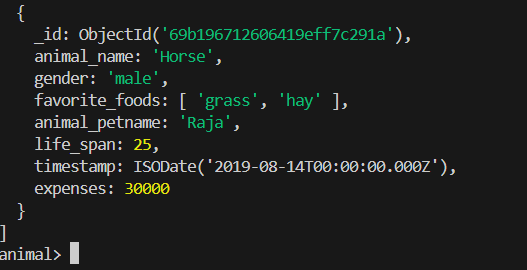 {
_id: ObjectId('69b196712606419eff7c291a'),
animal_name: 'Horse',
gender: 'male',
favorite_foods: [ 'grass', 'hay' ],
animal_petname: 'Raja',
life_span: 25,
timestamp: ISODate('2019-08-14T00:00:00.000Z'),
expenses: 30000
}
]
animal>